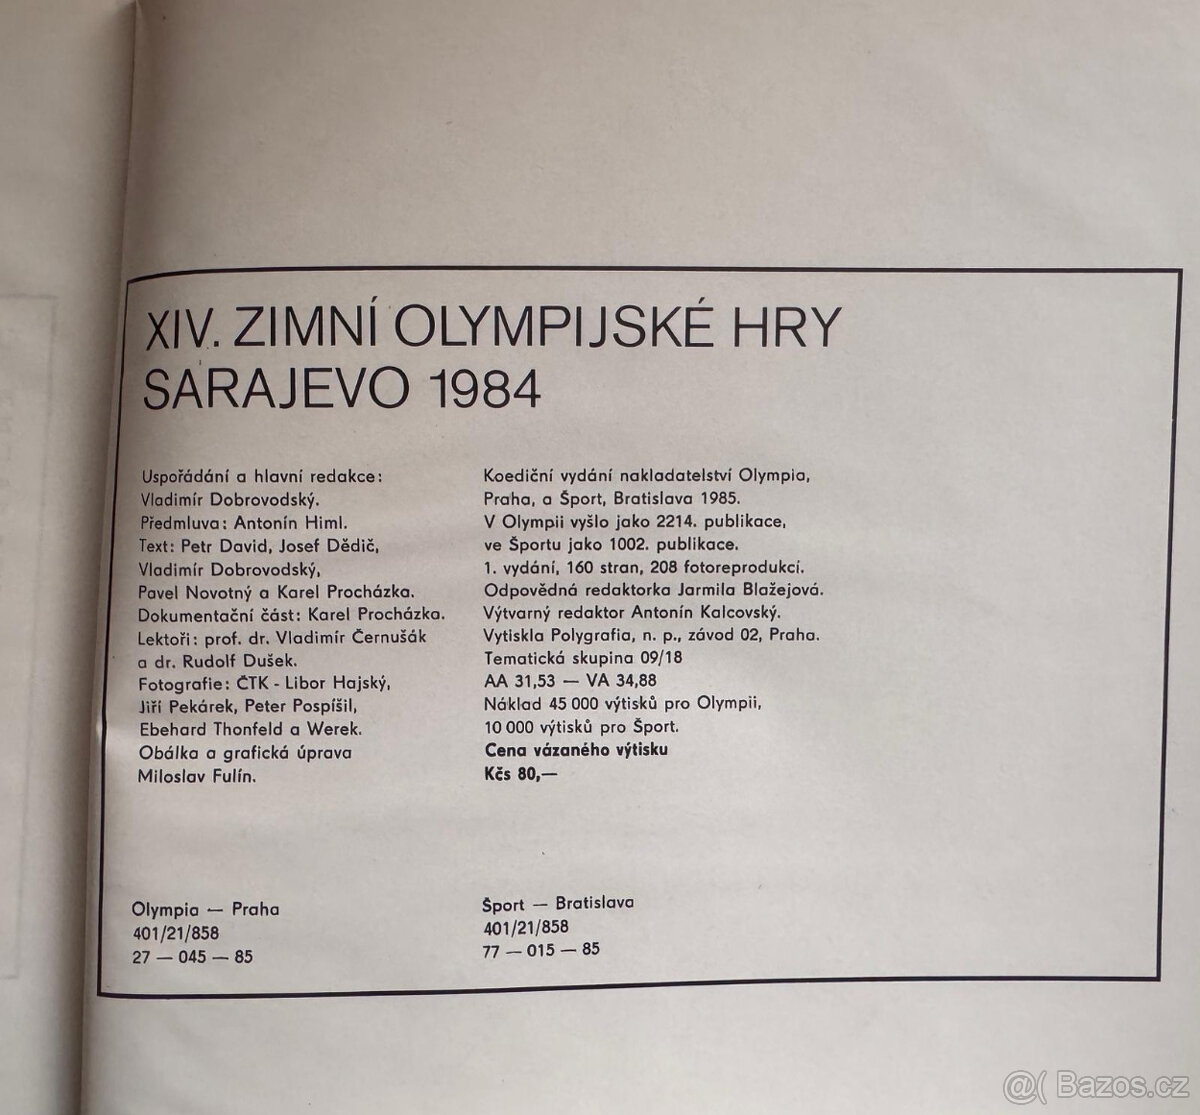 XIV. ZIMNÍ OLYMPIJSKÉ HRY
SARAJEVO 1984
Uspořádání a hlavní redakce:
Vladimír Dobrovodský.
Předmluva: Antonín Himl.
Text: Petr David, Josef Dědič,
Vladimír Dobrovodský,
Pavel Novotný a Karel Procházka.
Dokumentační část: Karel Procházka.
Lektoři: prof. dr. Vladimír Černušák
a dr. Rudolf Dušek.
Fotografie: ČTK - Libor Hajský,
Jiří Pekárek, Peter Pospíšil,
Ebehard Thonfeld a Werek.
Obálka a grafická úprava
Miloslav Fulín.
Koediční vydání nakladatelství Olympia,
Praha, a Šport, Bratislava 1985.
V Olympii vyšlo jako 2214. publikace,
ve Športu jako 1002. publikace.
1. vydání, 160 stran, 208 fotoreprodukcí.
Odpovědná redaktorka Jarmila Blažejová.
Výtvarný redaktor Antonín Kalcovský.
Vytiskla Polygrafia, n. p., závod 02, Praha.
Tematická skupina 09/18
AA 31,53 — VA 34,88
Náklad 45 000 výtisků pro Olympii,
10 000 výtisků pro Šport.
Cena vázaného výtisku
Kčs 80,—
Olympia — Praha
401/21/858
27 — 045 — 85
Šport — Bratislava
401/21/858
77 — 015 — 85
@( Bazos.cz